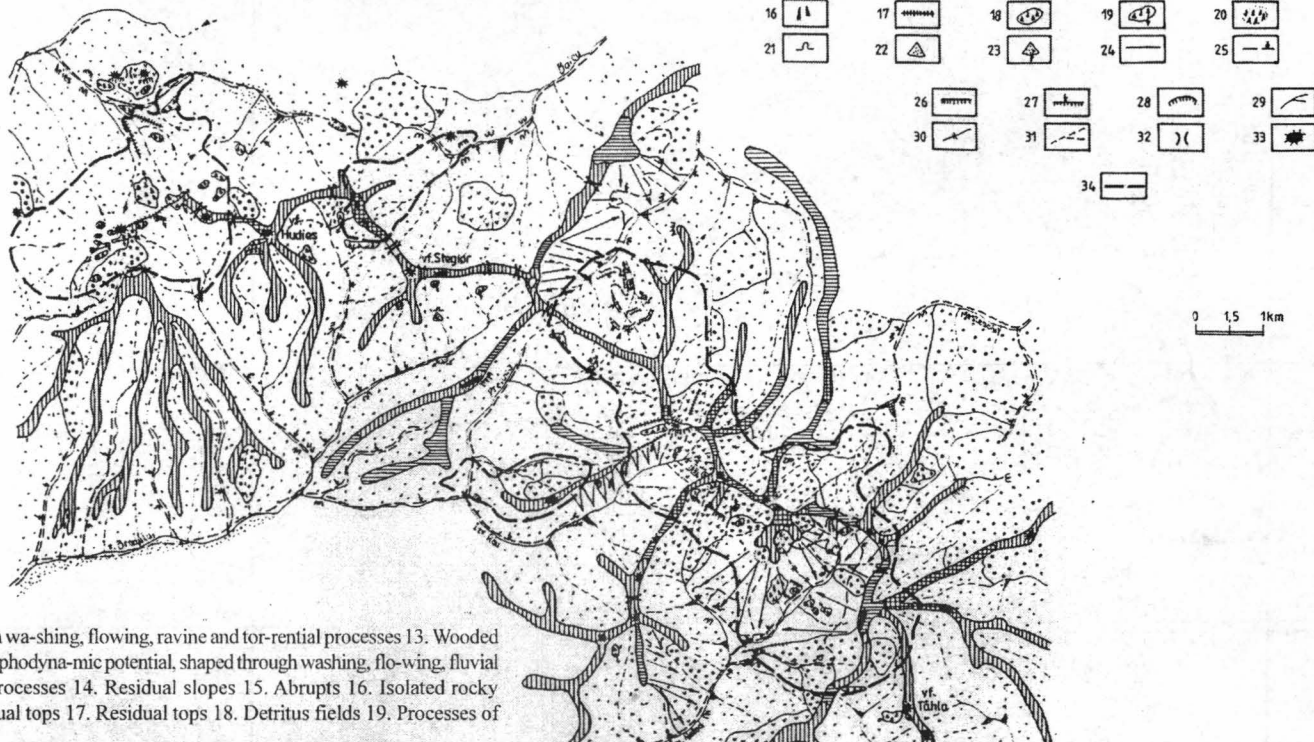 16 17 18 19 20
21 22 23 24 25
26 27 28 29
30 31 32 33
34
0 1,5 1km
vf.
Hudieş
vf. Stegior
vf.
Tâhla
wa-shing, flowing, ravine and tor-rential processes 13. Wooded
phodyna-mic potential, shaped through washing, flo-wing, fluvial
rocesses 14. Residual slopes 15. Abrupts 16. Isolated rocky
ual tops 17. Residual tops 18. Detritus fields 19. Processes of